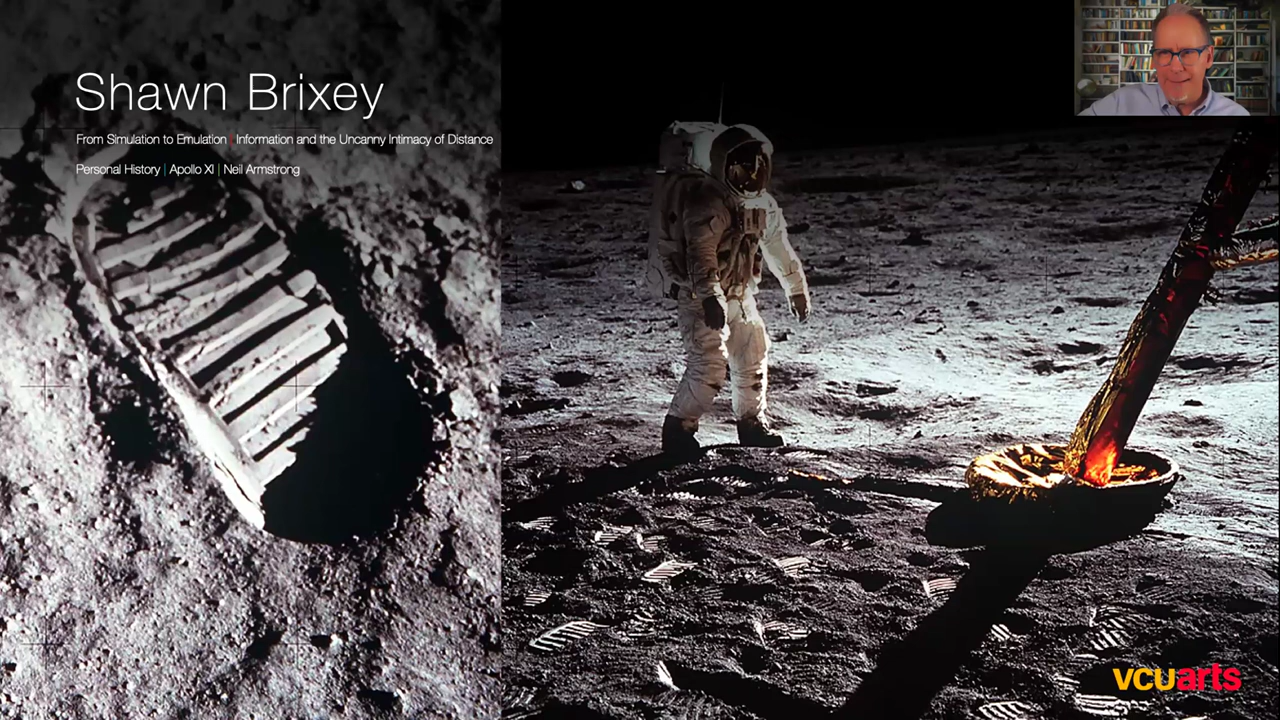 Shawn Brixey
From Simulation to Emulation | Information and the Uncanny Intimacy of Distance
Personal History | Apollo XI | Neil Armstrong
vcuarts